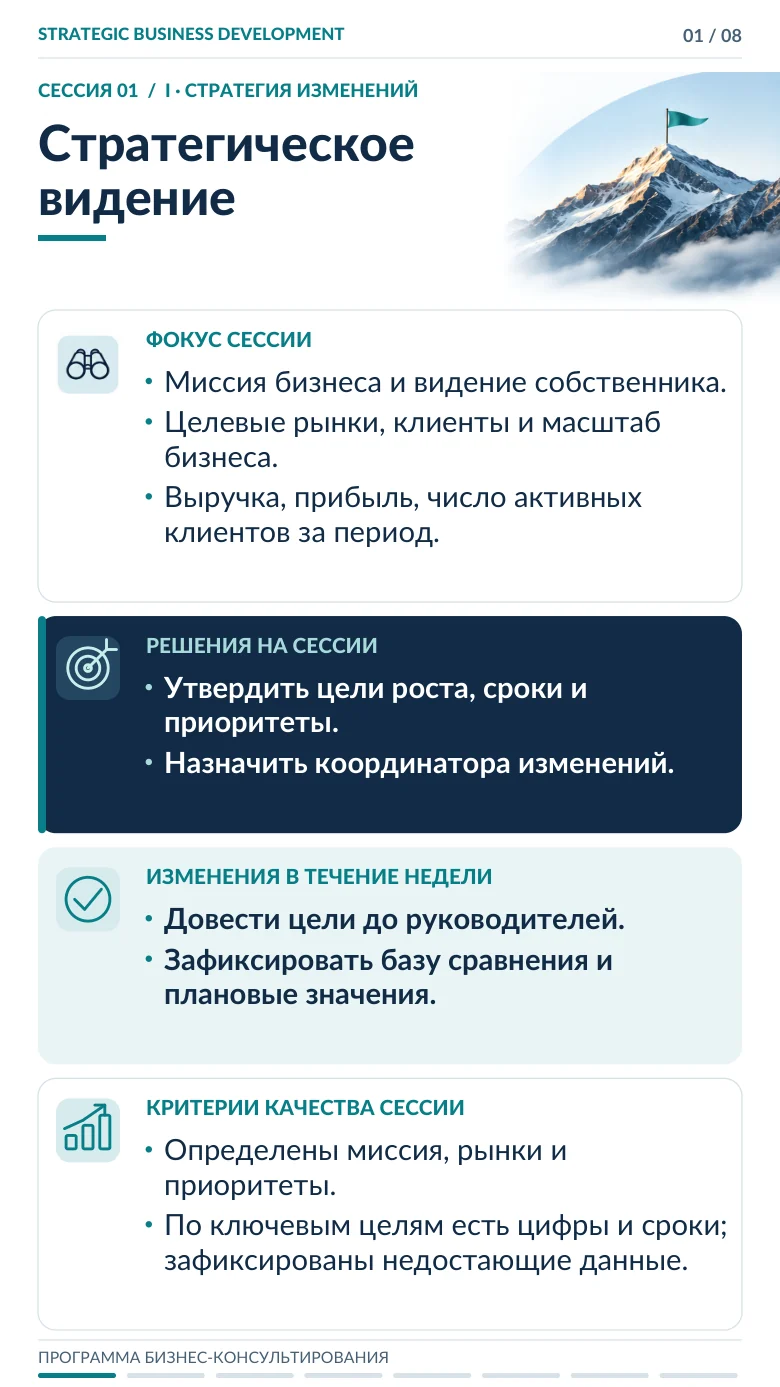 STRATEGIC BUSINESS DEVELOPMENT
01 / 08
СЕССИЯ 01 / I · СТРАТЕГИЯ ИЗМЕНЕНИЙ
Стратегическое
видение
ФОКУС СЕССИИ
• Миссия бизнеса и видение собственника.
• Целевые рынки, клиенты и масштаб
бизнеса.
• Выручка, прибыль, число активных
клиентов за период.
РЕШЕНИЯ НА СЕССИИ
• Утвердить цели роста, сроки и
приоритеты.
• Назначить координатора изменений.
ИЗМЕНЕНИЯ В ТЕЧЕНИЕ НЕДЕЛИ
• Довести цели до руководителей.
• Зафиксировать базу сравнения и
плановые значения.
КРИТЕРИИ КАЧЕСТВА СЕССИИ
• Определены миссия, рынки и
приоритеты.
• По ключевым целям есть цифры и сроки;
зафиксированы недостающие данные.
ПРОГРАММА БИЗНЕС-КОНСУЛЬТИРОВАНИЯ